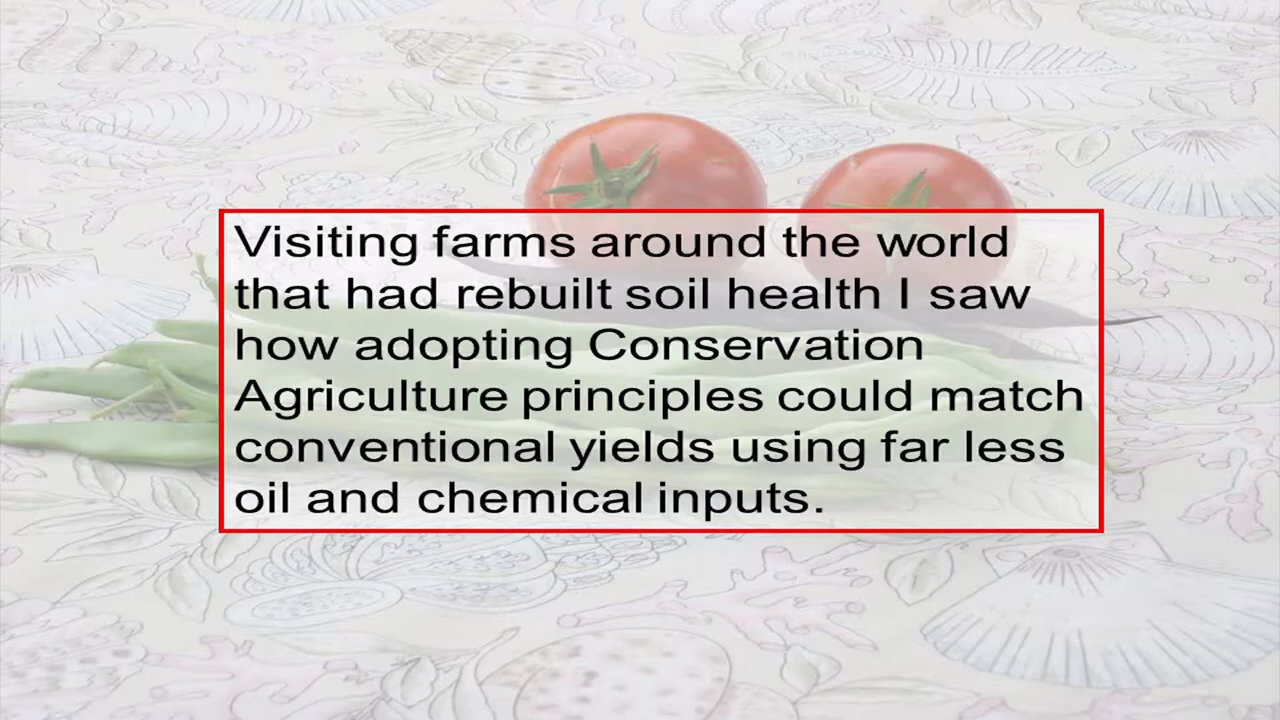 Visiting farms around the world
that had rebuilt soil health I saw
how adopting Conservation
Agriculture principles could match
conventional yields using far less
oil and chemical inputs.